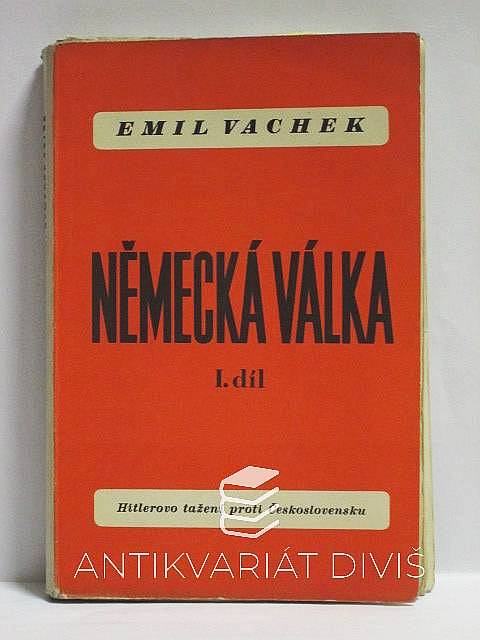 EMIL VACHEK
NĚMECKÁ VÁLKA
I. díl
Hitlerovo tažení proti Československu
ANTIKVARIÁT DIVIŠ